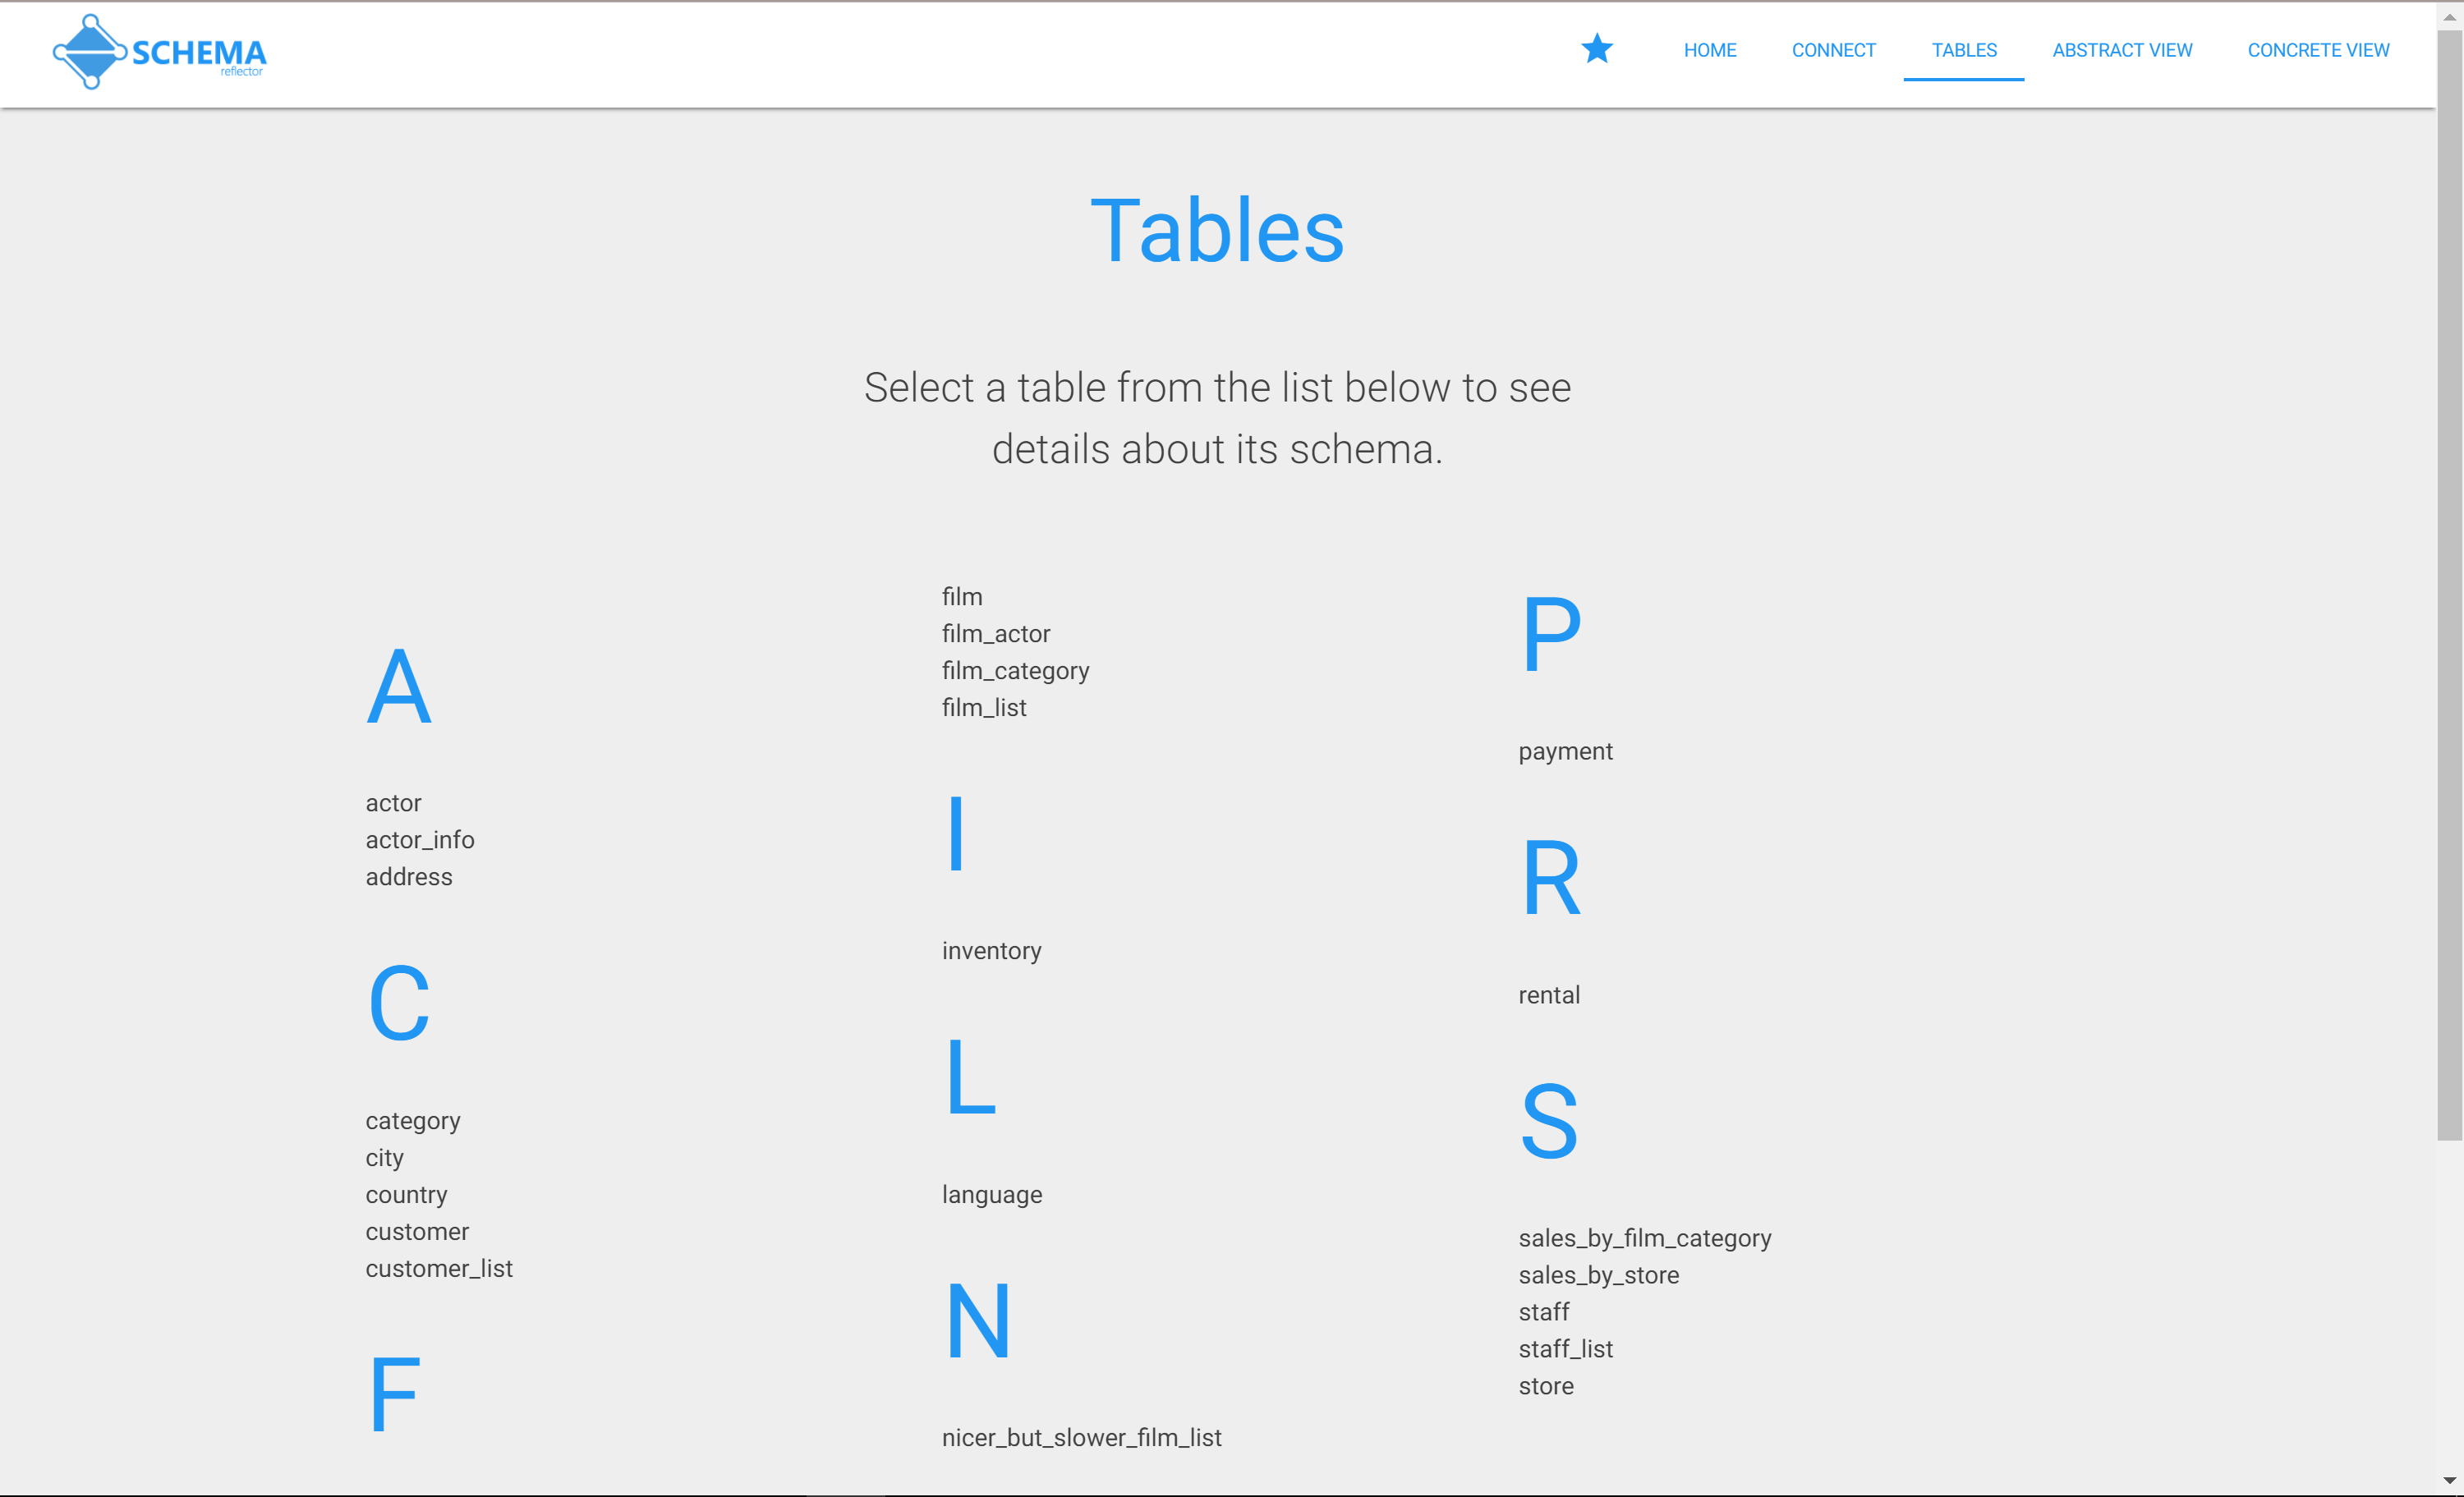 SCHEMA
reflector
HOME CONNECT TABLES ABSTRACT VIEW CONCRETE VIEW
Tables
Select a table from the list below to see
details about its schema.
A
actor
actor_info
address
C
category
city
country
customer
customer_list
F
film
film_actor
film_category
film_list
I
inventory
L
language
N
nicer_but_slower_film_list
P
payment
R
rental
S
sales_by_film_category
sales_by_store
staff
staff_list
store